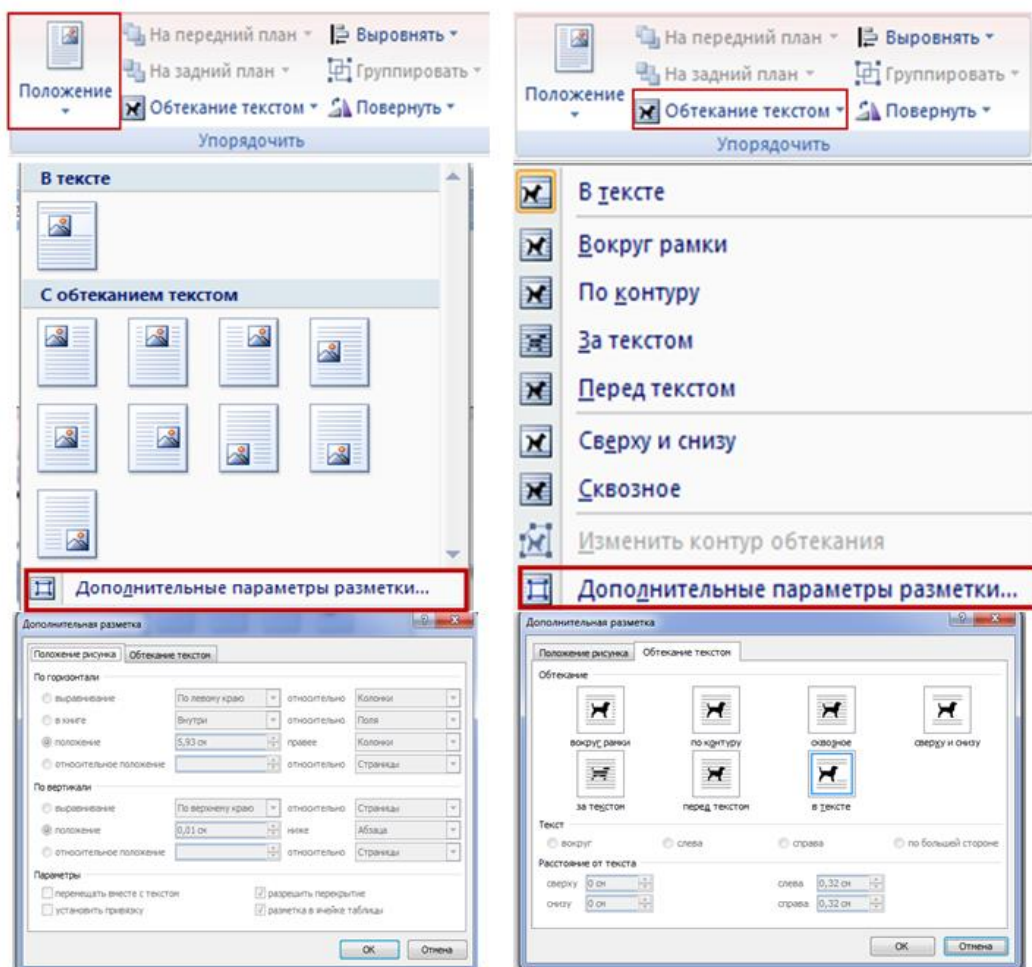 Положение
На передний план
Выровнять
На задний план
Группировать
Обтекание текстом
Повернуть
Упорядочить
В тексте
С обтеканием текстом
Дополнительные параметры разметки...
Дополнительная разметка
Положение рисунка
Обтекание текстом
По горизонтали
выравнивание По левому краю относительно Колонки
в книге Внутри относительно Поля
положение 5,93 см правее Колонки
относительное положение относительно Страницы
По вертикали
выравнивание По верхнему краю относительно Страницы
положение 0,01 см ниже Абзаца
относительное положение относительно Страницы
Параметры
перемещать вместе с текстом разрешить перекрытие
установить привязку разметка в ячейке таблицы
ОК Отмена
Положение
На передний план
Выровнять
На задний план
Группировать
Обтекание текстом
Повернуть
Упорядочить
В тексте
Вокруг рамки
По контуру
За текстом
Перед текстом
Сверху и снизу
Сквозное
Изменить контур обтекания
Дополнительные параметры разметки...
Дополнительная разметка
Положение рисунка
Обтекание текстом
Обтекание
вокруг рамки по контуру сквозное сверху и снизу
за текстом перед текстом в тексте
Текст
вокруг слева справа по большей стороне
Расстояние от текста
сверху 0 см слева 0,32 см
снизу 0 см справа 0,32 см
ОК Отмена